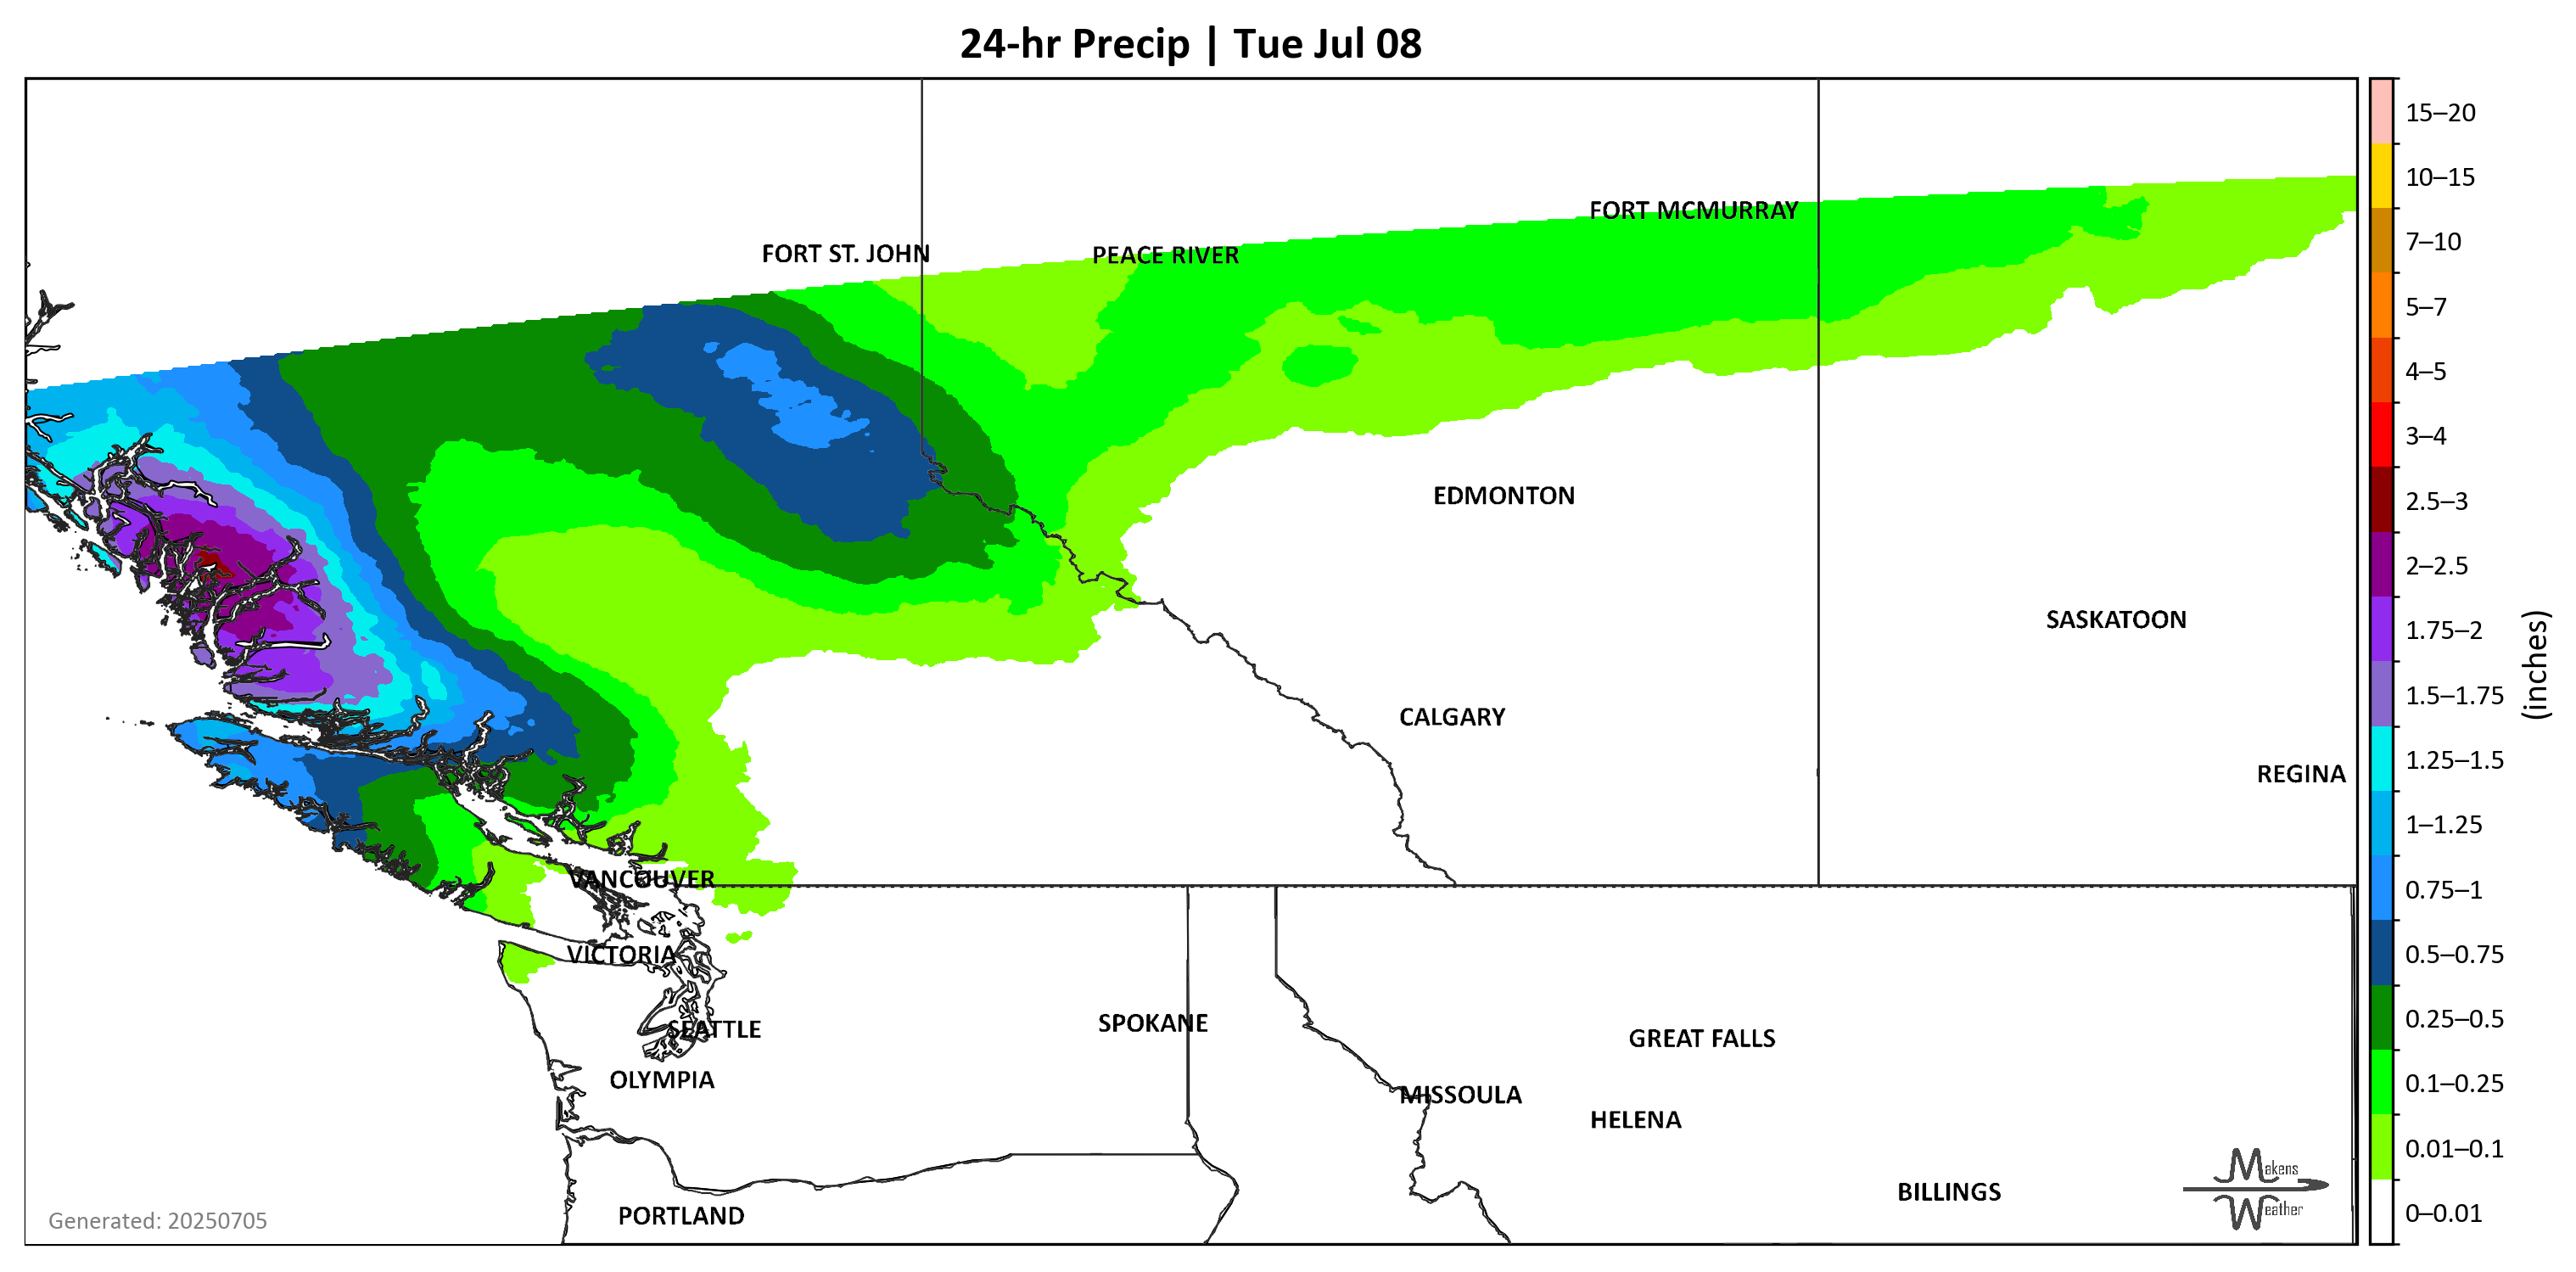 24-hr Precip | Tue Jul 08
15–20
10–15
7–10
5–7
4–5
3–4
2.5–3
2–2.5
1.75–2
1.5–1.75
1.25–1.5
1–1.25
0.75–1
0.5–0.75
0.25–0.5
0.1–0.25
0.01–0.1
0–0.01
(inches)
FORT MCMURRAY
FORT ST. JOHN
PEACE RIVER
EDMONTON
SASKATOON
CALGARY
REGINA
VANCOUVER
VICTORIA
SEATTLE
SPOKANE
GREAT FALLS
OLYMPIA
MISSOULA
HELENA
BILLINGS
PORTLAND
Generated: 20250705
Makens
Weather